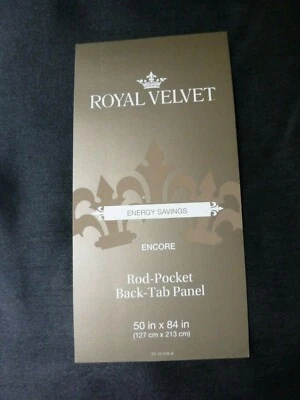 ROYAL VELVET
ENERGY SAVINGS
ENCORE
Rod-Pocket
Back-Tab Panel
50 in x 84 in
(127 cm x 213 cm)